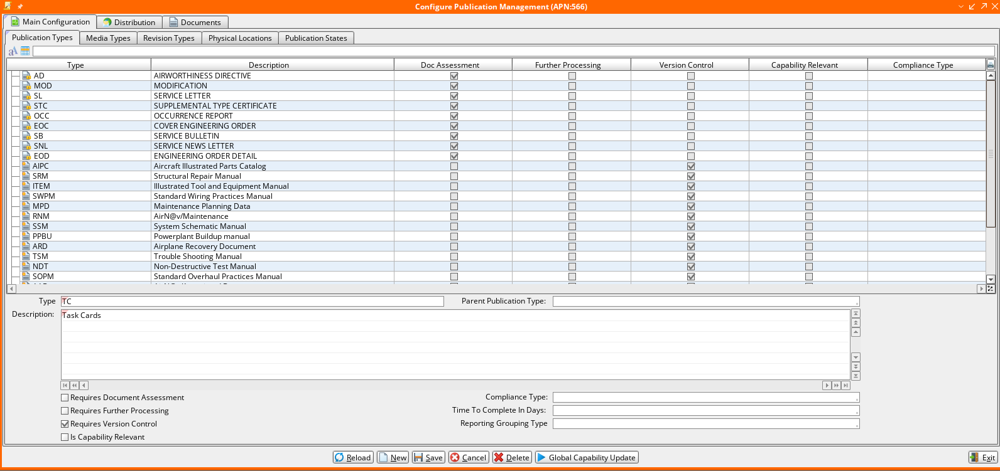 Configure Publication Management (APN:566)
Main Configuration Distribution Documents
Publication Types Media Types Revision Types Physical Locations Publication States
Type Description Doc Assessment Further Processing Version Control Capability Relevant Compliance Type
AD AIRWORTHINESS DIRECTIVE
MOD MODIFICATION
SL SERVICE LETTER
STC SUPPLEMENTAL TYPE CERTIFICATE
OCC OCCURRENCE REPORT
EOC COVER ENGINEERING ORDER
SB SERVICE BULLETIN
SNL SERVICE NEWS LETTER
EOD ENGINEERING ORDER DETAIL
AIPC Aircraft Illustrated Parts Catalog
SRM Structural Repair Manual
ITEM Illustrated Tool and Equipment Manual
SWPM Standard Wiring Practices Manual
MPD Maintenance Planning Data
RNM AirN@v/Maintenance
SSM System Schematic Manual
PPBU Powerplant Buildup manual
ARD Airplane Recovery Document
TSM Trouble Shooting Manual
NDT Non-Destructive Test Manual
SOPM Standard Overhaul Practices Manual
Type TC Parent Publication Type:
Description: Task Cards
Requires Document Assessment Compliance Type:
Requires Further Processing Time To Complete In Days:
Requires Version Control Reporting Grouping Type
Is Capability Relevant
Reload New Save Cancel Delete Global Capability Update Exit